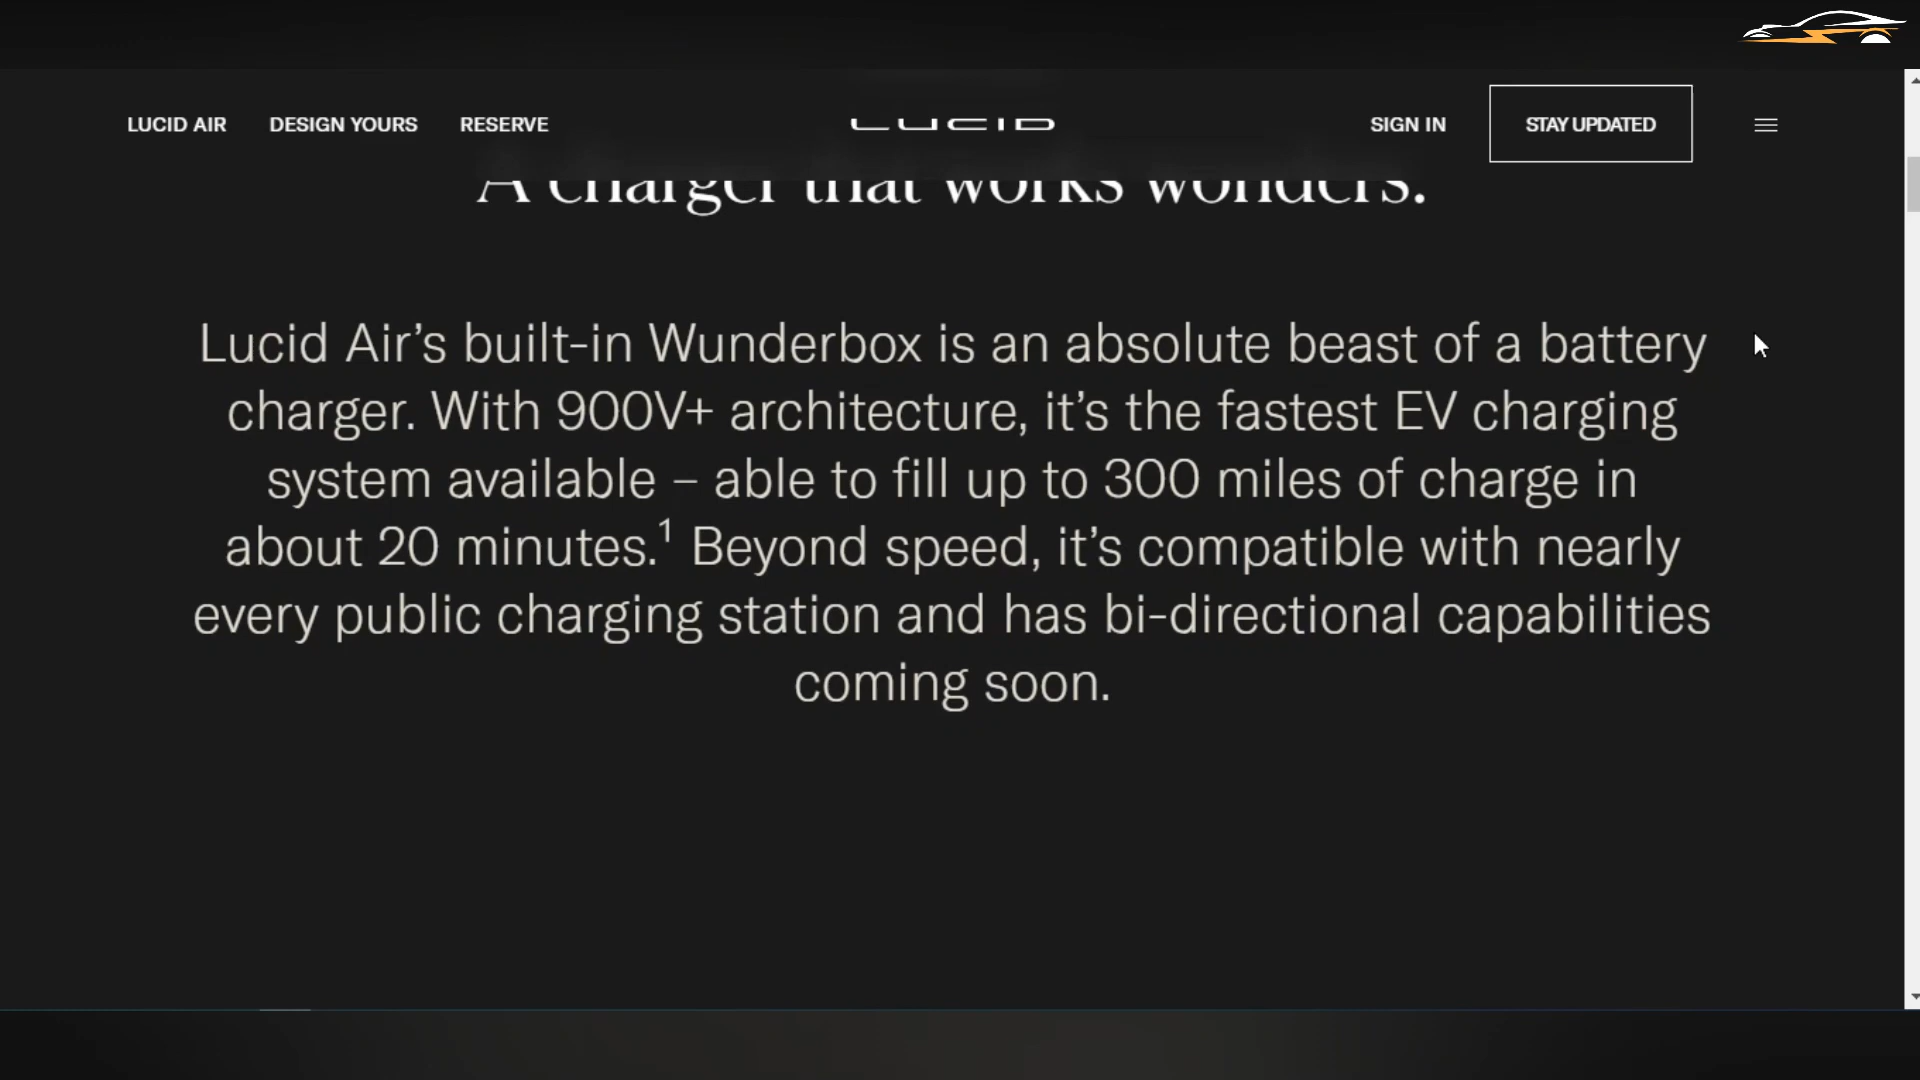 LUCID AIR DESIGN YOURS RESERVE LUCID SIGN IN STAY UPDATED
A charger that works wonders.
Lucid Air’s built-in Wunderbox is an absolute beast of a battery
charger. With 900V+ architecture, it’s the fastest EV charging
system available – able to fill up to 300 miles of charge in
about 20 minutes.¹ Beyond speed, it’s compatible with nearly
every public charging station and has bi-directional capabilities
coming soon.